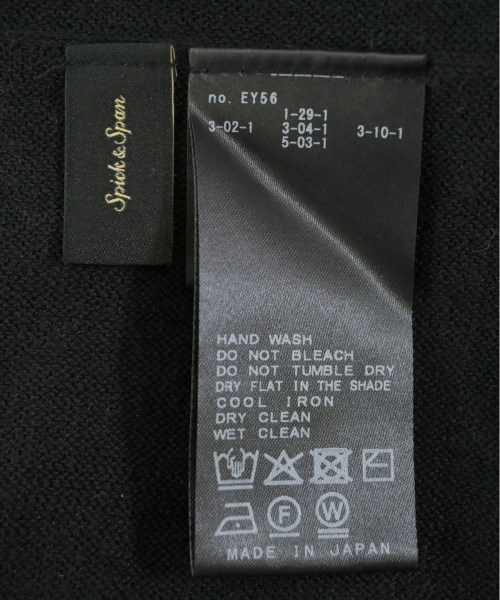 Spick & Span
no. EY56
1-29-1
3-02-1 3-04-1 3-10-1
5-03-1
HAND WASH
DO NOT BLEACH
DO NOT TUMBLE DRY
DRY FLAT IN THE SHADE
COOL IRON
DRY CLEAN
WET CLEAN
F W
MADE IN JAPAN